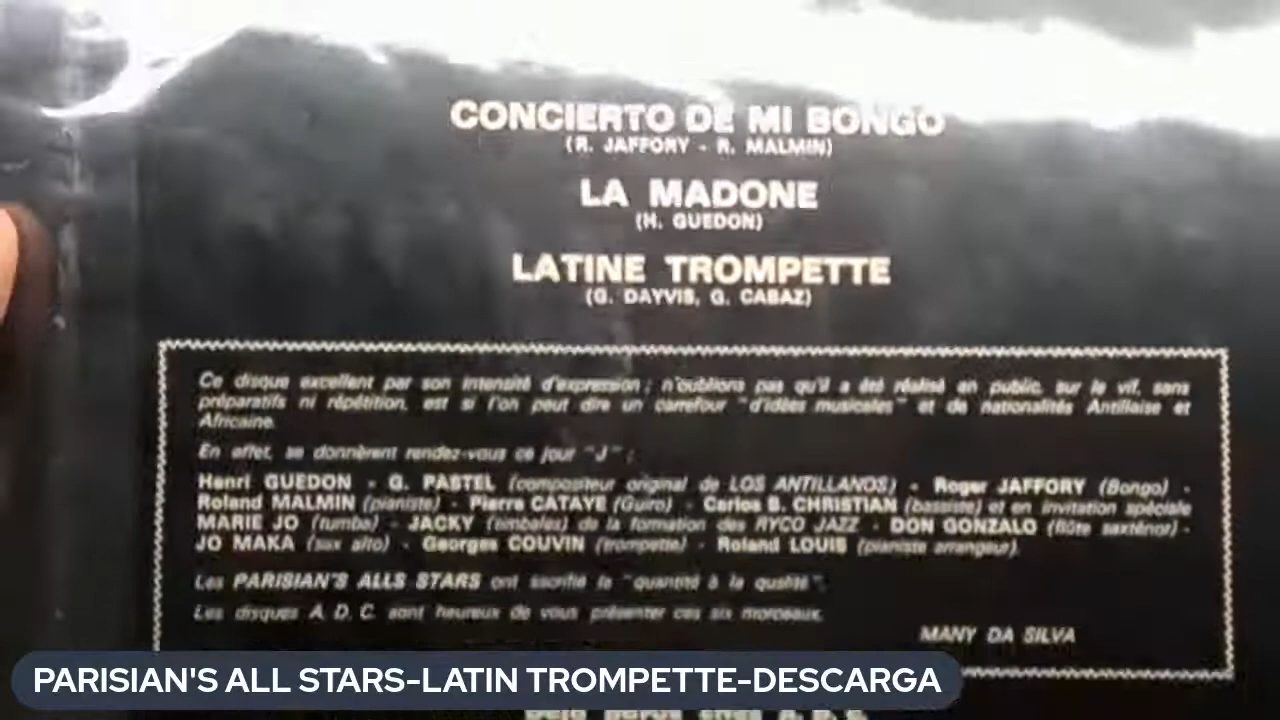 CONCIERTO DE MI BONGO
(R. JAFFORY - R. MALMIN)
LA MADONE
(H. GUEDON)
LATINE TROMPETTE
(G. DAYVIS, G. CABAZ)
Ce disque excellent par son intensité d'expression ; n'oublions pas qu'il a été réalisé en public, sur le vif, sans
préparatifs ni répétition, est si l'on peut dire un carrefour "d'idées musicales" et de nationalités Antillaise et
Africaine.
En effet, se donnèrent rendez-vous ce jour "J" :
Henri GUEDON - G. PASTEL (compositeur original de LOS ANTILLANOS) - Roger JAFFORY (Bongo) -
Roland MALMIN (pianiste) - Pierre CATAYE (Guiro) - Carlos B. CHRISTIAN (bassiste) et en invitation spéciale
MARIE JO (tumba) - JACKY (timbales) de la formation des RYCO JAZZ - DON GONZALO (flûte saxténor) -
JO MAKA (sax alto) - Georges COUVIN (trompette) - Roland LOUIS (pianiste arrangeur).
Les PARISIAN'S ALLS STARS ont sacrifié la "quantité à la qualité".
Les disques A. D. C. sont heureux de vous présenter ces six morceaux.
MANY DA SILVA
PARISIAN'S ALL STARS-LATIN TROMPETTE-DESCARGA